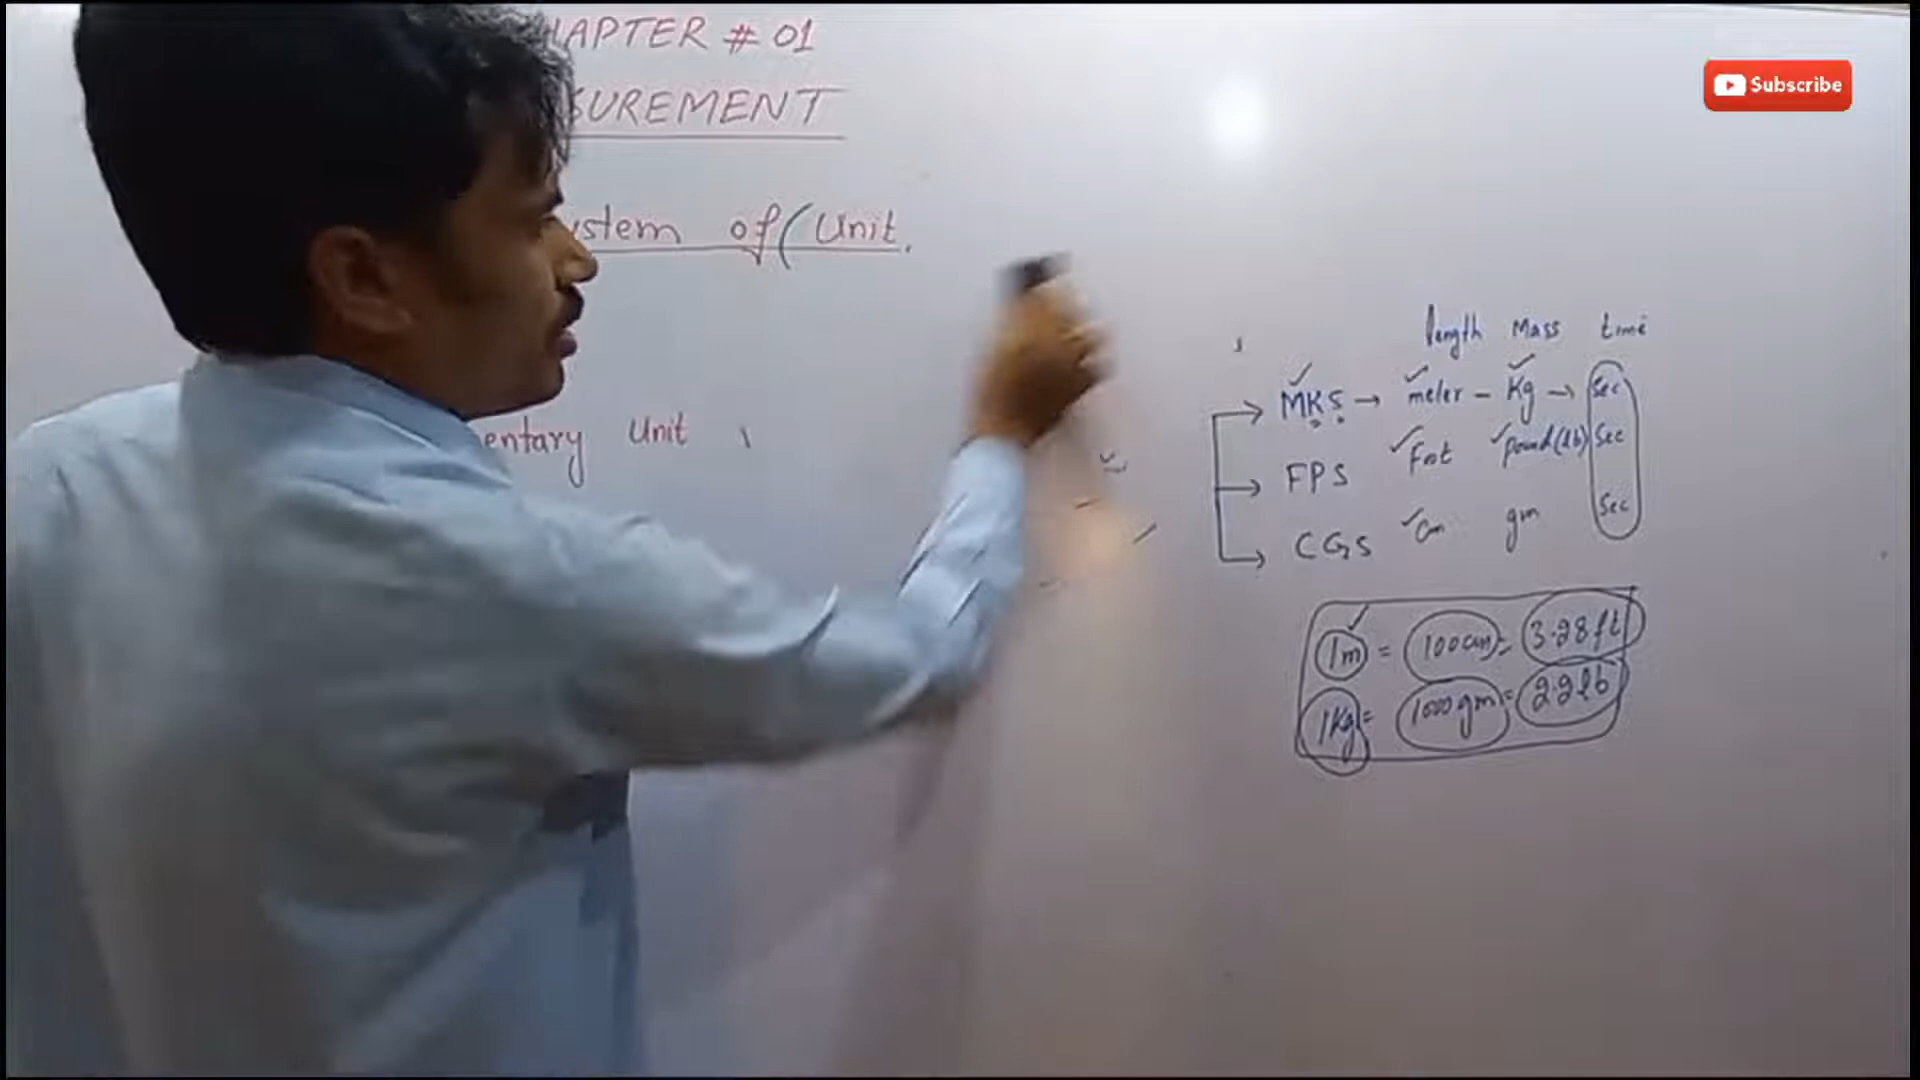 HAPTER # 01
SUREMENT
Subscribe
ystem of (Unit.
entary Unit
length Mass time
MKS → meter - Kg → Sec
FPS Foot pound(lb) Sec
CGS Cm gm Sec
1m = 100cm = 3.28ft
1Kg = 1000gm = 2.2lb